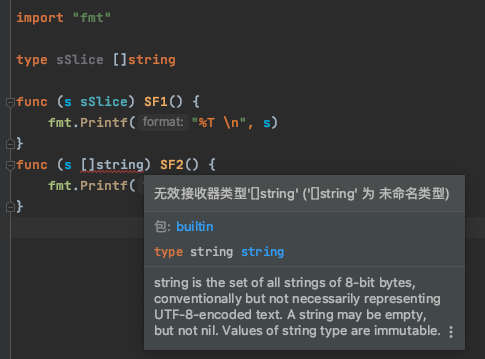 import "fmt"
type sSlice []string
func (s sSlice) SF1() {
fmt.Printf( format: "%T \n", s)
}
func (s []string) SF2() {
fmt.Printf(
}
无效接收器类型'[]string' ('[]string' 为 未命名类型)
包: builtin
type string string
string is the set of all strings of 8-bit bytes,
conventionally but not necessarily representing
UTF-8-encoded text. A string may be empty,
but not nil. Values of string type are immutable.